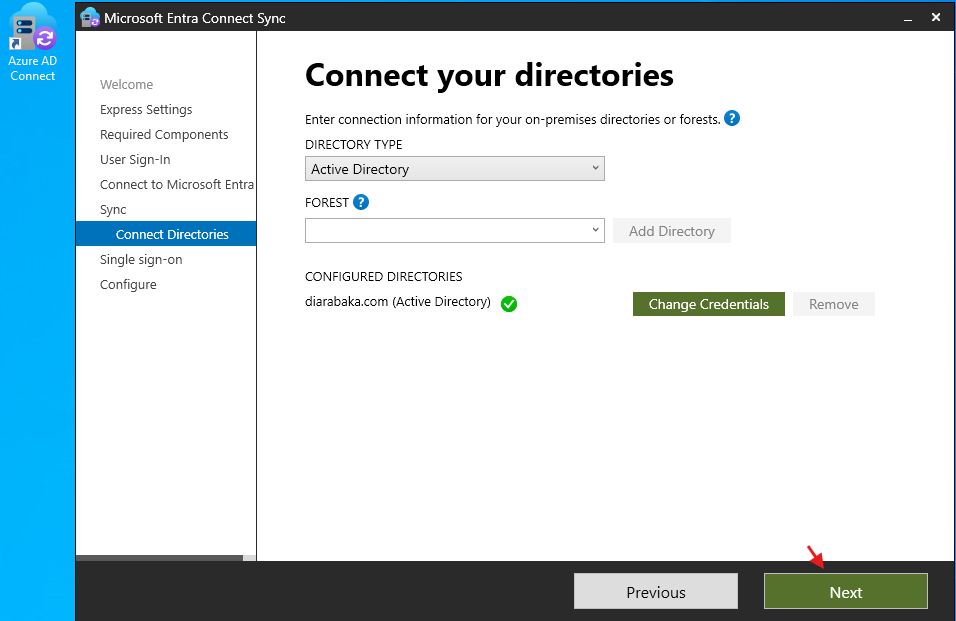 Azure AD
Connect
Microsoft Entra Connect Sync
Welcome
Express Settings
Required Components
User Sign-In
Connect to Microsoft Entra
Sync
Connect Directories
Single sign-on
Configure
Connect your directories
Enter connection information for your on-premises directories or forests. ?
DIRECTORY TYPE
Active Directory
FOREST ?
Add Directory
CONFIGURED DIRECTORIES
diarabaka.com (Active Directory)
Change Credentials
Remove
Previous
Next